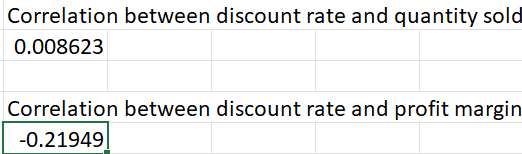 Correlation between discount rate and quantity sold
0.008623
Correlation between discount rate and profit margin
-0.21949